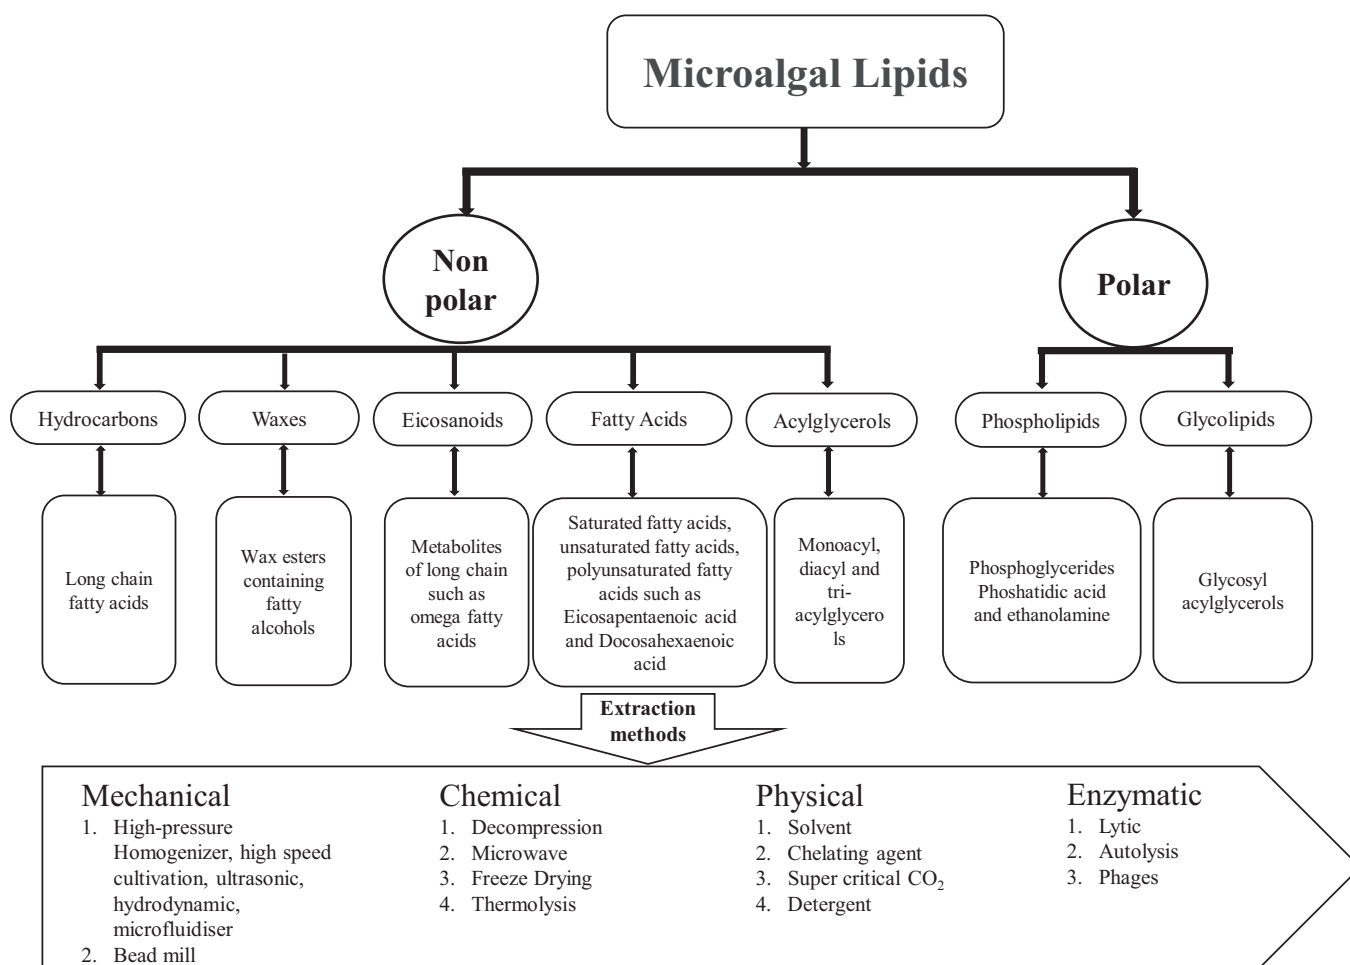 Microalgal Lipids
Non
polar
Polar
Hydrocarbons
Waxes
Eicosanoids
Fatty Acids
Acylglycerols
Phospholipids
Glycolipids
Long chain
fatty acids
Wax esters
containing
fatty
alcohols
Metabolites
of long chain
such as
omega fatty
acids
Saturated fatty acids,
unsaturated fatty acids,
polyunsaturated fatty
acids such as
Eicosapentaenoic acid
and Docosahexaenoic
acid
Monoacyl,
diacyl and
tri-
acylglycero
ls
Phosphoglycerides
Phoshatidic acid
and ethanolamine
Glycosyl
acylglycerols
Extraction
methods
Mechanical
1. High-pressure
Homogenizer, high speed
cultivation, ultrasonic,
hydrodynamic,
microfluidiser
2. Bead mill
Chemical
1. Decompression
2. Microwave
3. Freeze Drying
4. Thermolysis
Physical
1. Solvent
2. Chelating agent
3. Super critical CO₂
4. Detergent
Enzymatic
1. Lytic
2. Autolysis
3. Phages